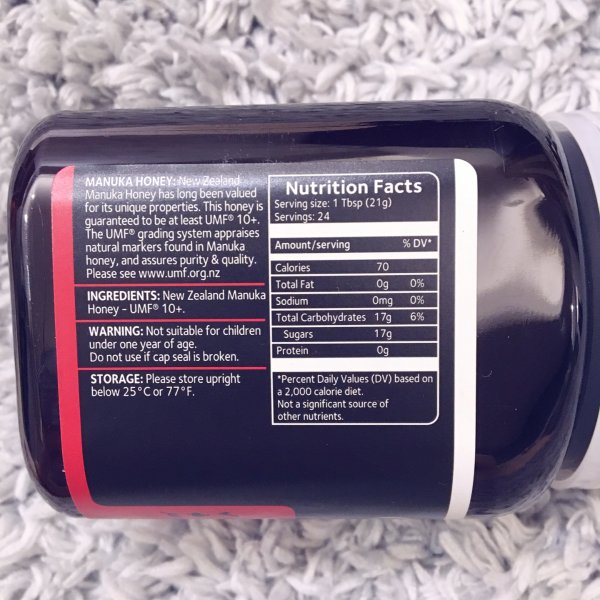 MANUKA HONEY: New Zealand
Manuka Honey has long been valued
for its unique properties. This honey is
guaranteed to be at least UMF® 10+.
The UMF® grading system appraises
natural markers found in Manuka
honey, and assures purity & quality.
Please see www.umf.org.nz
INGREDIENTS: New Zealand Manuka
Honey - UMF® 10+.
WARNING: Not suitable for children
under one year of age.
Do not use if cap seal is broken.
STORAGE: Please store upright
below 25°C or 77°F.
Nutrition Facts
Serving size: 1 Tbsp (21g)
Servings: 24
Amount/serving % DV*
Calories 70
Total Fat 0g 0%
Sodium 0mg 0%
Total Carbohydrates 17g 6%
Sugars 17g
Protein 0g
*Percent Daily Values (DV) based on
a 2,000 calorie diet.
Not a significant source of
other nutrients.